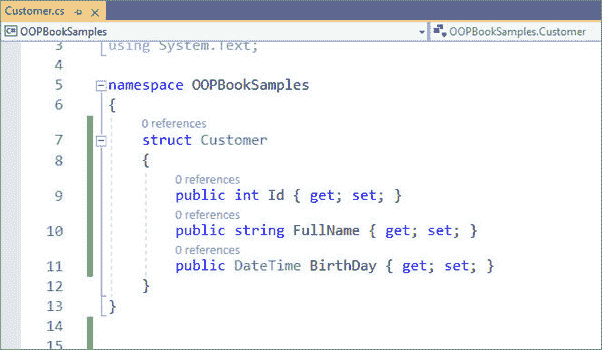 Customer.cs
OOPBookSamples OOPBookSamples.Customer
3 using System.Text;
4
5 namespace OOPBookSamples
6 {
0 references
7 struct Customer
8 {
0 references
9 public int Id { get; set; }
0 references
10 public string FullName { get; set; }
0 references
11 public DateTime BirthDay { get; set; }
12 }
13 }
14
15